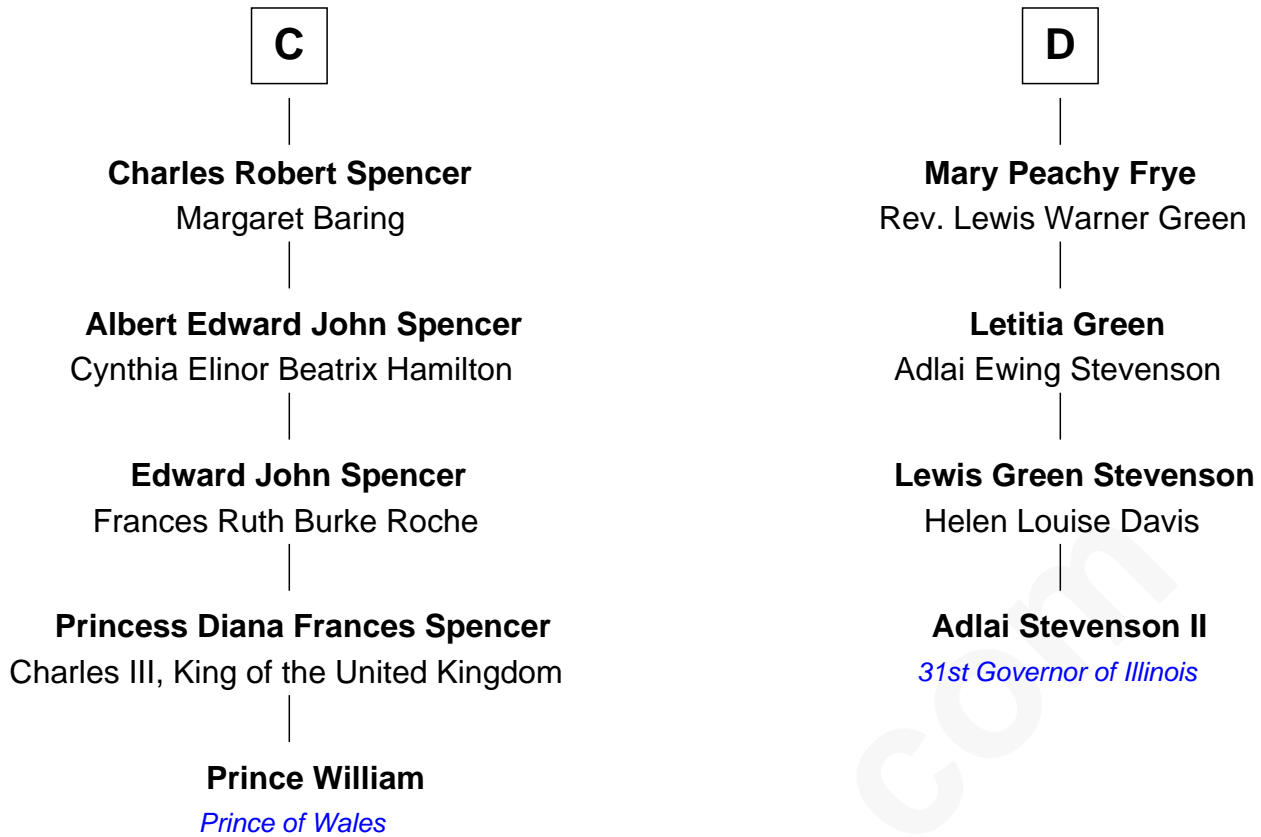 C
Charles Robert Spencer
Margaret Baring
Albert Edward John Spencer
Cynthia Elinor Beatrix Hamilton
Edward John Spencer
Frances Ruth Burke Roche
Princess Diana Frances Spencer
Charles III, King of the United Kingdom
Prince William
Prince of Wales
D
Mary Peachy Frye
Rev. Lewis Warner Green
Letitia Green
Adlai Ewing Stevenson
Lewis Green Stevenson
Helen Louise Davis
Adlai Stevenson II
31st Governor of Illinois
com